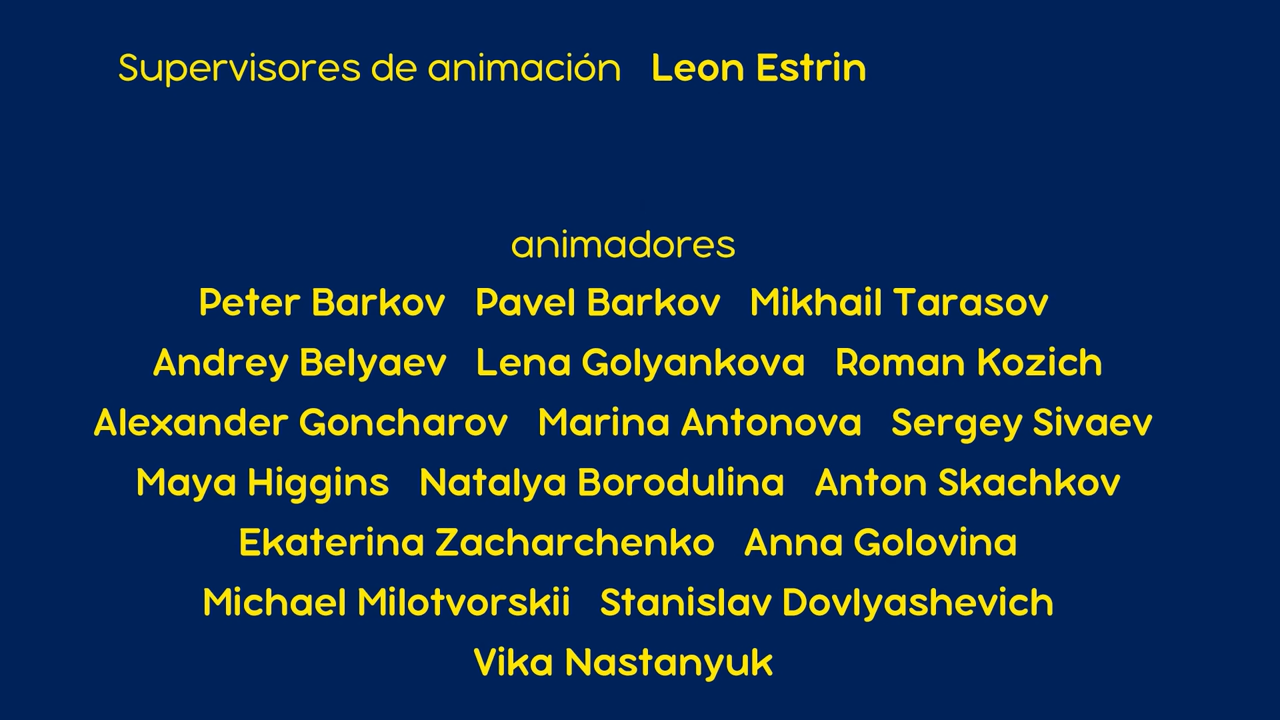 Supervisores de animación Leon Estrin
animadores
Peter Barkov Pavel Barkov Mikhail Tarasov
Andrey Belyaev Lena Golyankova Roman Kozich
Alexander Goncharov Marina Antonova Sergey Sivaev
Maya Higgins Natalya Borodulina Anton Skachkov
Ekaterina Zacharchenko Anna Golovina
Michael Milotvorskii Stanislav Dovlyashevich
Vika Nastanyuk